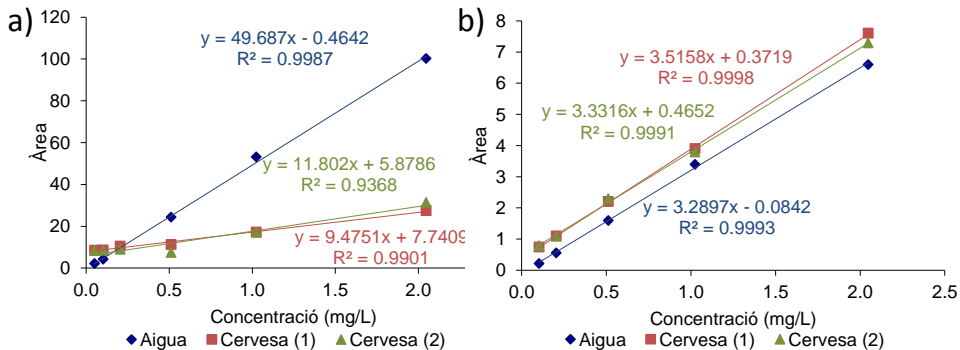 a)
120
100
80
60
40
20
0
Àrea
y = 49.687x - 0.4642
R² = 0.9987
y = 11.802x + 5.8786
R² = 0.9368
y = 9.4751x + 7.7409
R² = 0.9901
0.0 0.5 1.0 1.5 2.0
Concentració (mg/L)
Aigua Cervesa (1) Cervesa (2)
b)
8
7
6
5
4
3
2
1
0
Àrea
y = 3.5158x + 0.3719
R² = 0.9998
y = 3.3316x + 0.4652
R² = 0.9991
y = 3.2897x - 0.0842
R² = 0.9993
0.0 0.5 1.0 1.5 2.0 2.5
Concentració (mg/L)
Aigua Cervesa (1) Cervesa (2)